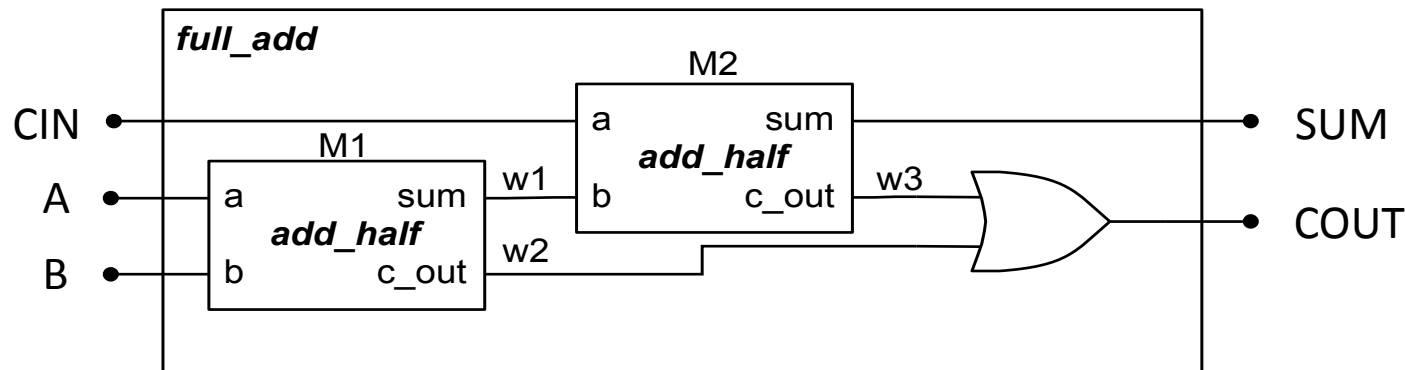 full_add
M2
CIN
a
sum
SUM
add_half
M1
A
a
sum
w1
b
c_out
w3
add_half
COUT
B
b
c_out
w2